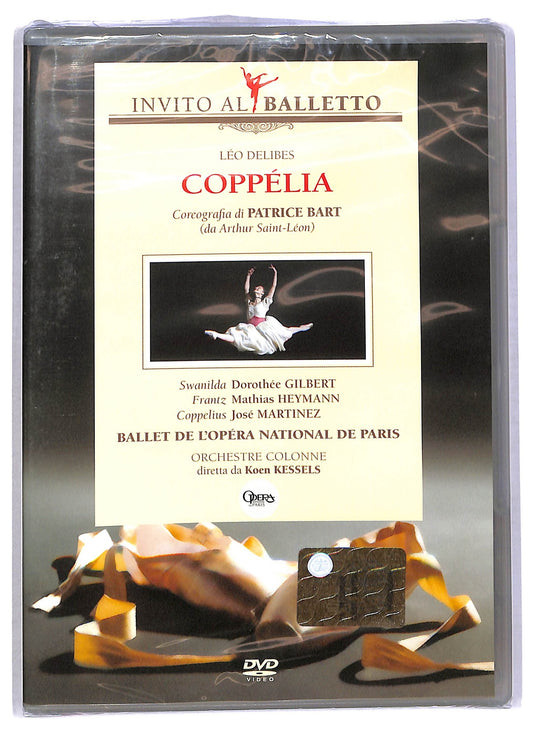 INVITO AL BALLETTO
LÉO DELIBES
COPPÉLIA
Coreografia di PATRICE BART
(da Arthur Saint-Léon)
Swanilda Dorothée GILBERT
Frantz Mathias HEYMANN
Coppelius José MARTINEZ
BALLET DE L'OPÉRA NATIONAL DE PARIS
ORCHESTRE COLONNE
diretta da Koen KESSELS
OPERA
PARIS
DVD
VIDEO